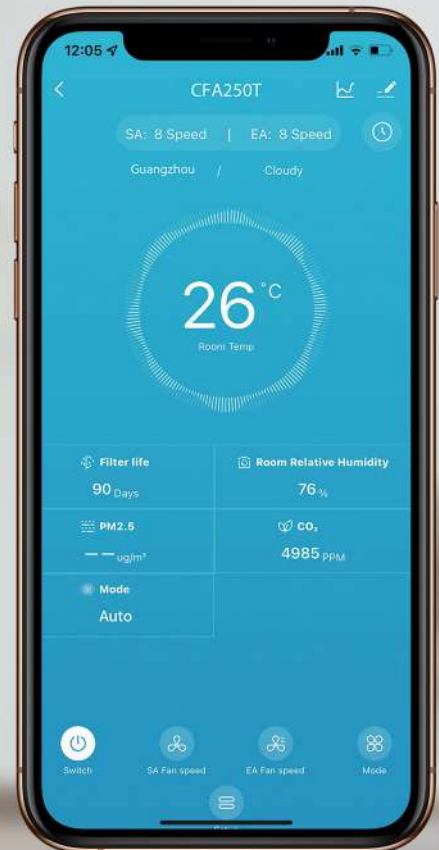 12:05
CFA250T
SA: 8 Speed | EA: 8 Speed
Guangzhou / Cloudy
26 °C
Room Temp
Filter life
90 Days
Room Relative Humidity
76 %
PM2.5
—— ug/m³
CO₂
4985 PPM
Mode
Auto
Switch
SA Fan speed
EA Fan speed
Mode